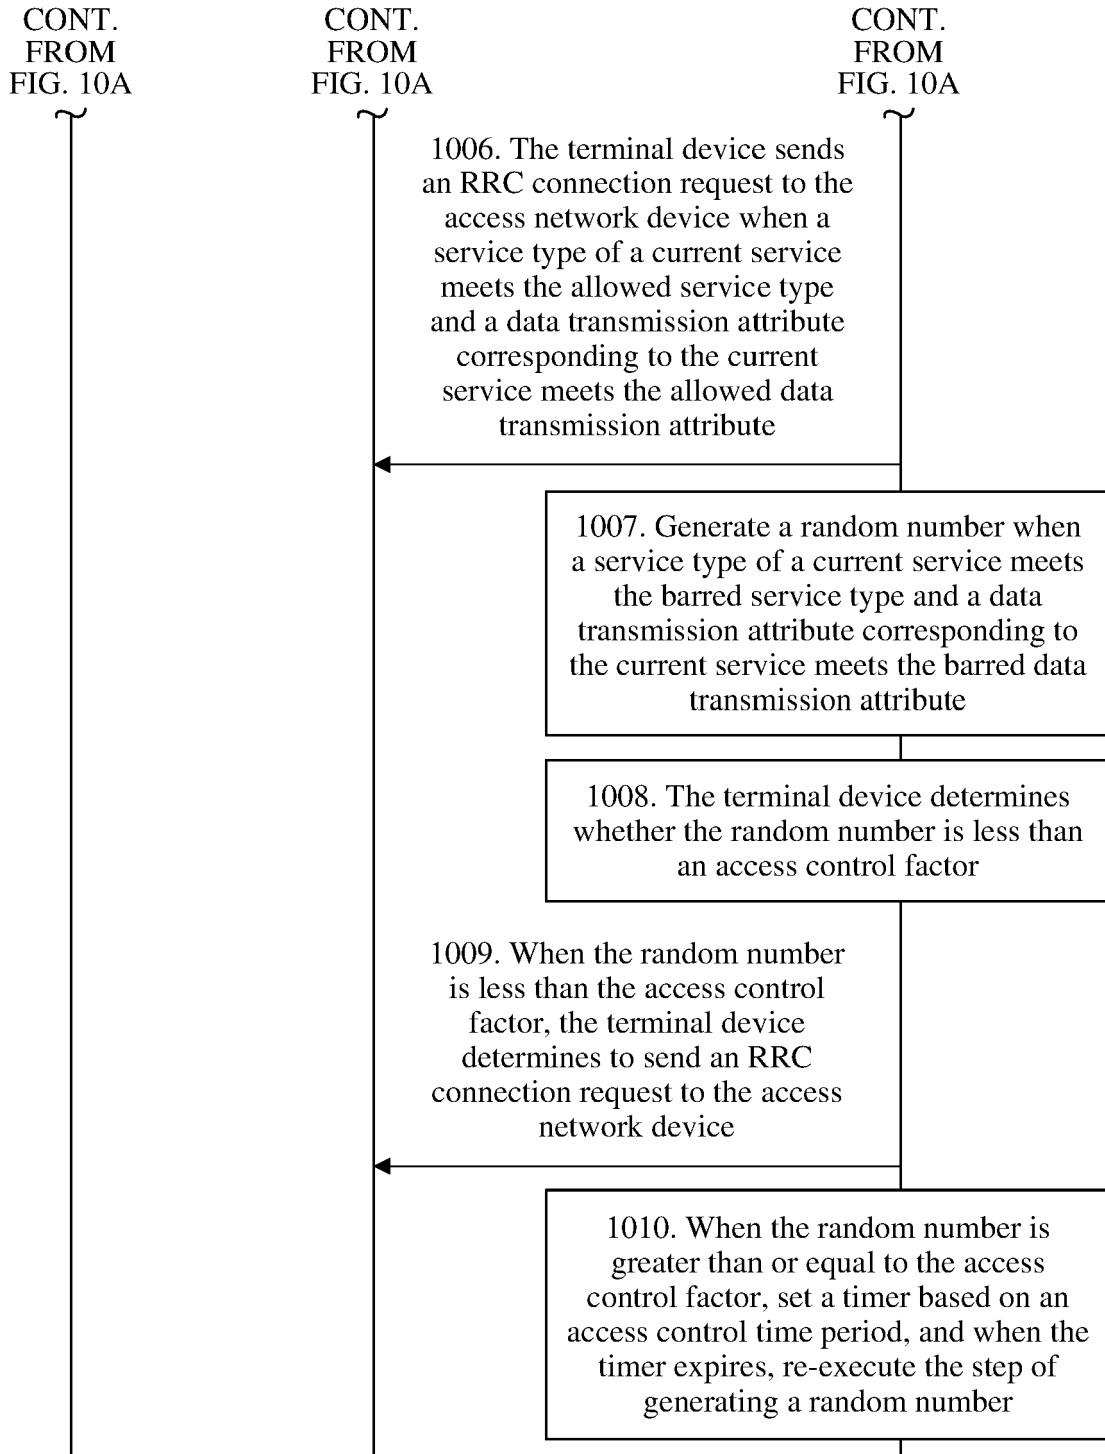 CONT.
FROM
FIG. 10A
CONT.
FROM
FIG. 10A
CONT.
FROM
FIG. 10A
1006. The terminal device sends
an RRC connection request to the
access network device when a
service type of a current service
meets the allowed service type
and a data transmission attribute
corresponding to the current
service meets the allowed data
transmission attribute
1007. Generate a random number when
a service type of a current service meets
the barred service type and a data
transmission attribute corresponding to
the current service meets the barred data
transmission attribute
1008. The terminal device determines
whether the random number is less than
an access control factor
1009. When the random number
is less than the access control
factor, the terminal device
determines to send an RRC
connection request to the access
network device
1010. When the random number is
greater than or equal to the access
control factor, set a timer based on an
access control time period, and when the
timer expires, re-execute the step of
generating a random number